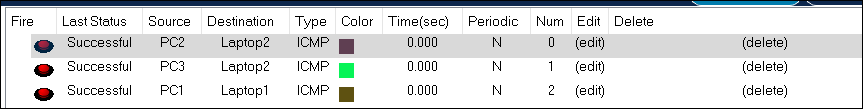 Fire Last Status Source Destination Type Color Time(sec) Periodic Num Edit Delete
Successful PC2 Laptop2 ICMP 0.000 N 0 (edit) (delete)
Successful PC3 Laptop2 ICMP 0.000 N 1 (edit) (delete)
Successful PC1 Laptop1 ICMP 0.000 N 2 (edit) (delete)